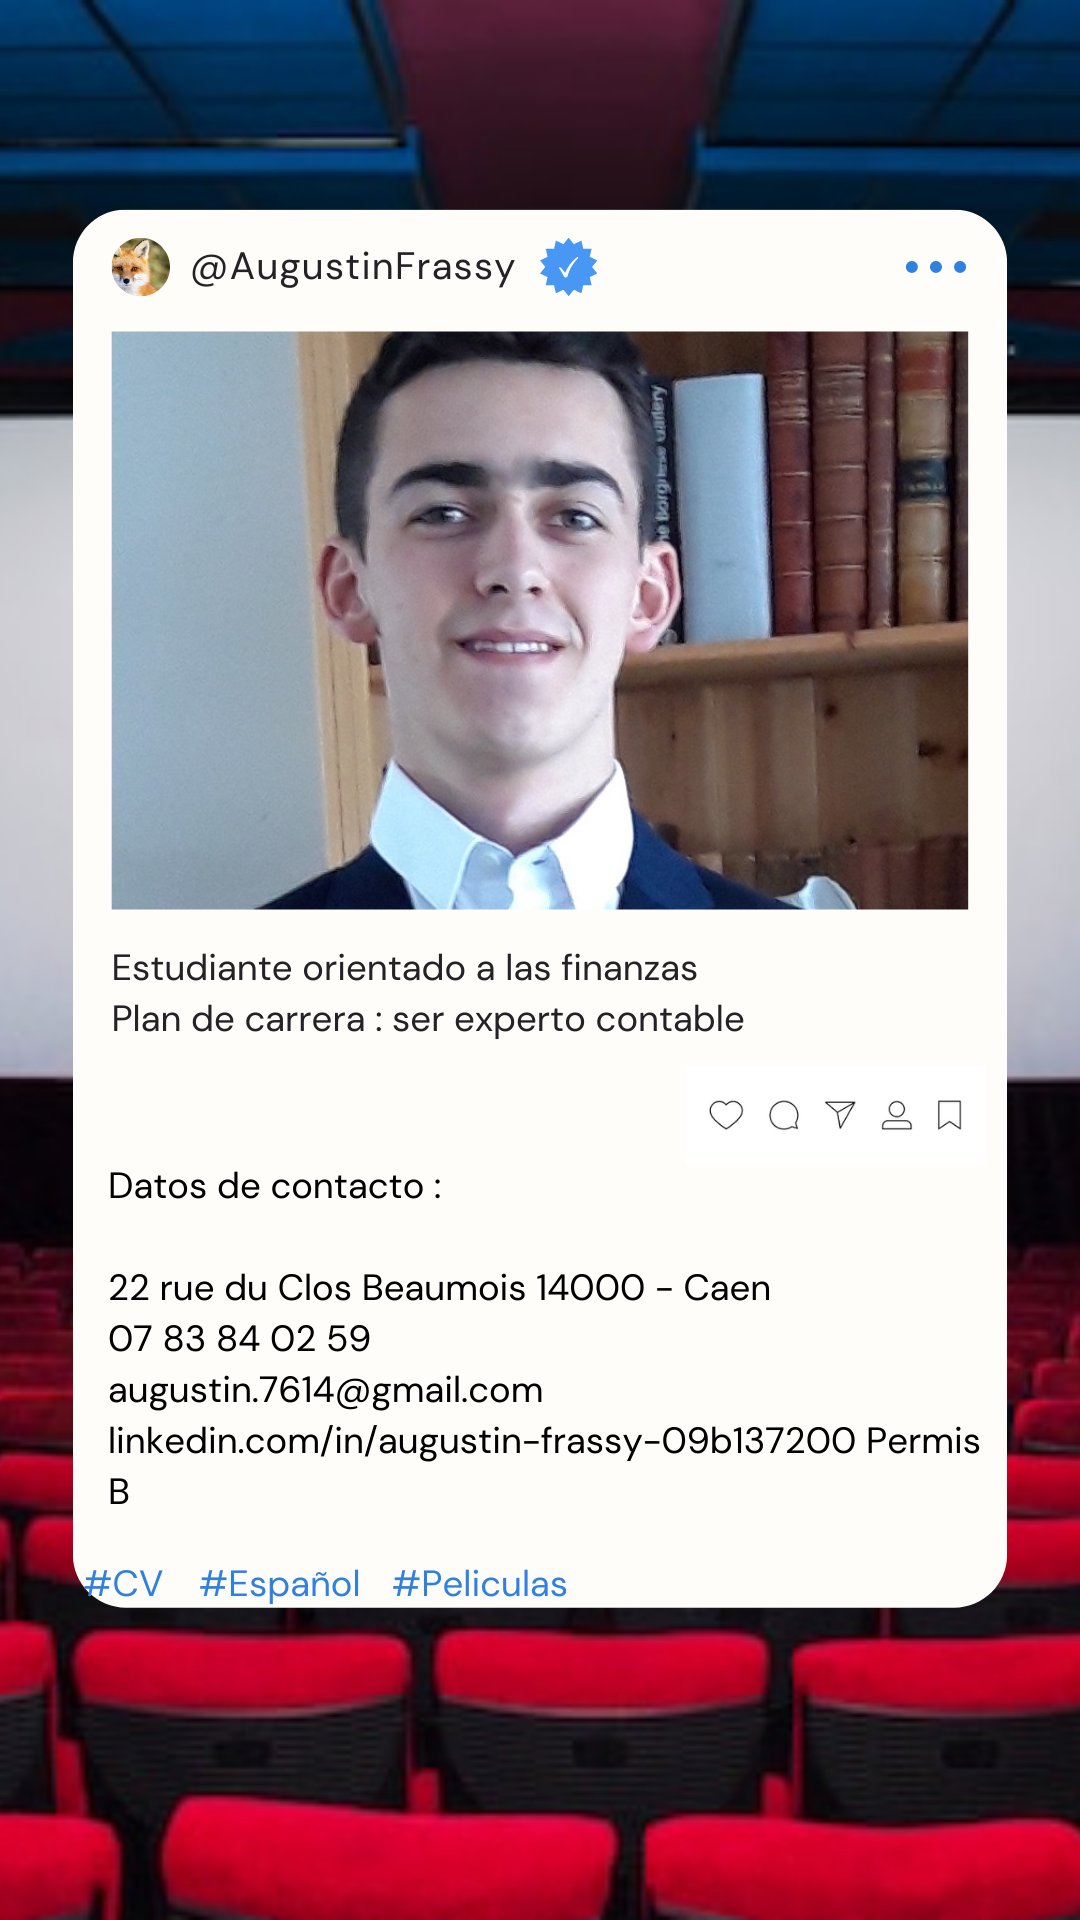 @AugustinFrassy
Borghese Gallery
Estudiante orientado a las finanzas
Plan de carrera : ser experto contable
Datos de contacto :
22 rue du Clos Beaumois 14000 - Caen
07 83 84 02 59
augustin.7614@gmail.com
linkedin.com/in/augustin-frassy-09b137200 Permis
B
#CV #Español #Peliculas